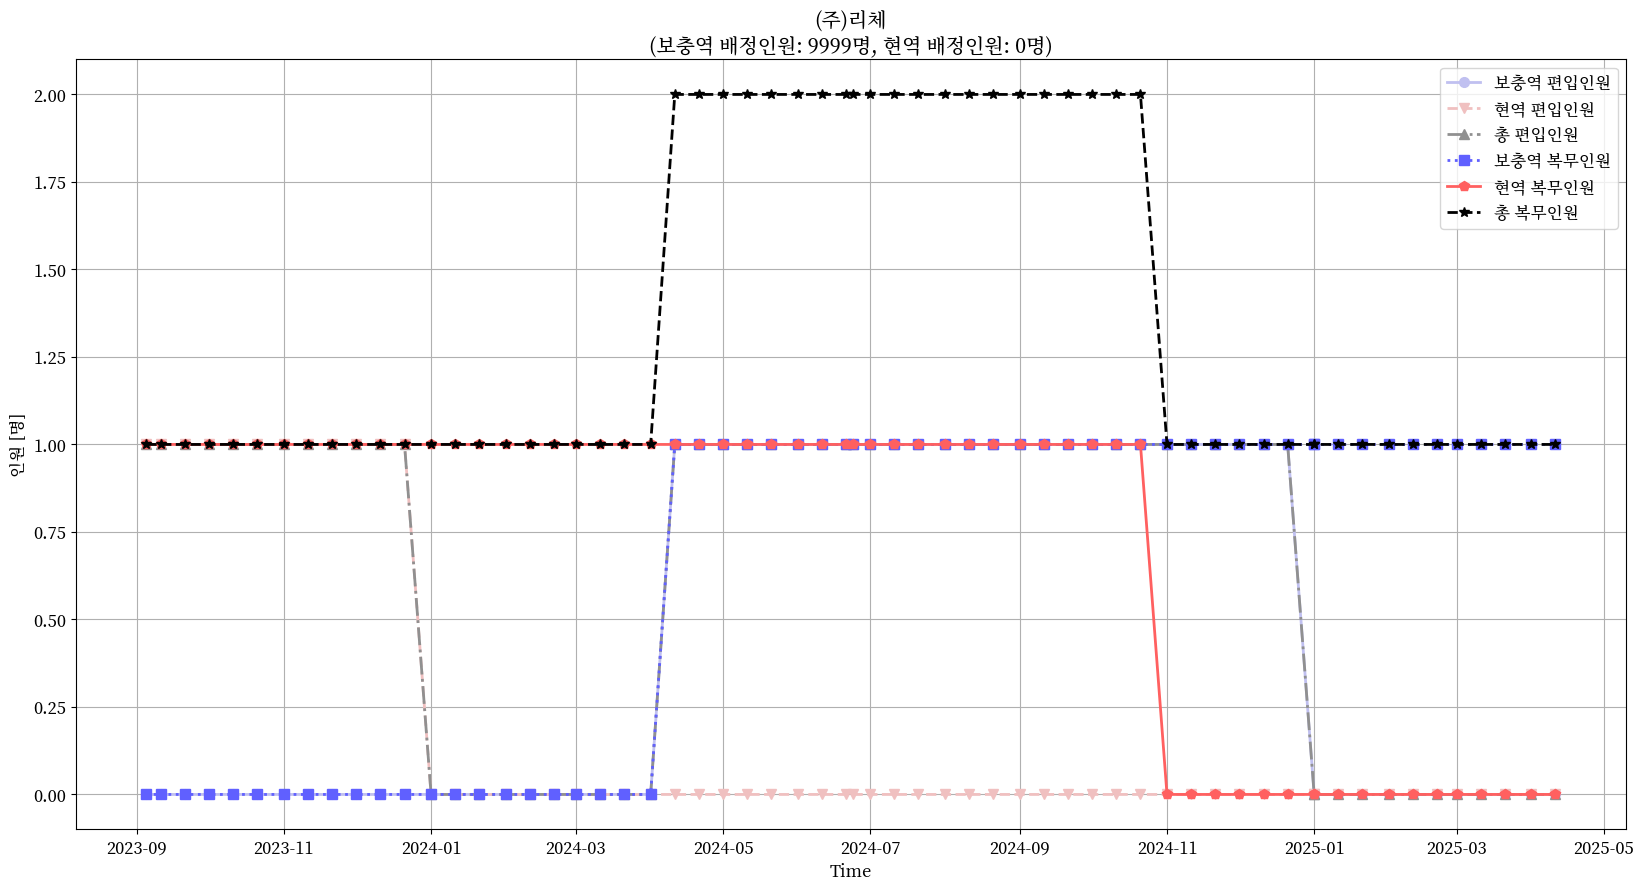 (주)리체
(보충역 배정인원: 9999명, 현역 배정인원: 0명)
보충역 편입인원
현역 편입인원
총 편입인원
보충역 복무인원
현역 복무인원
총 복무인원
인원 [명]
2.00
1.75
1.50
1.25
1.00
0.75
0.50
0.25
0.00
2023-09 2023-11 2024-01 2024-03 2024-05 2024-07 2024-09 2024-11 2025-01 2025-03 2025-05
Time